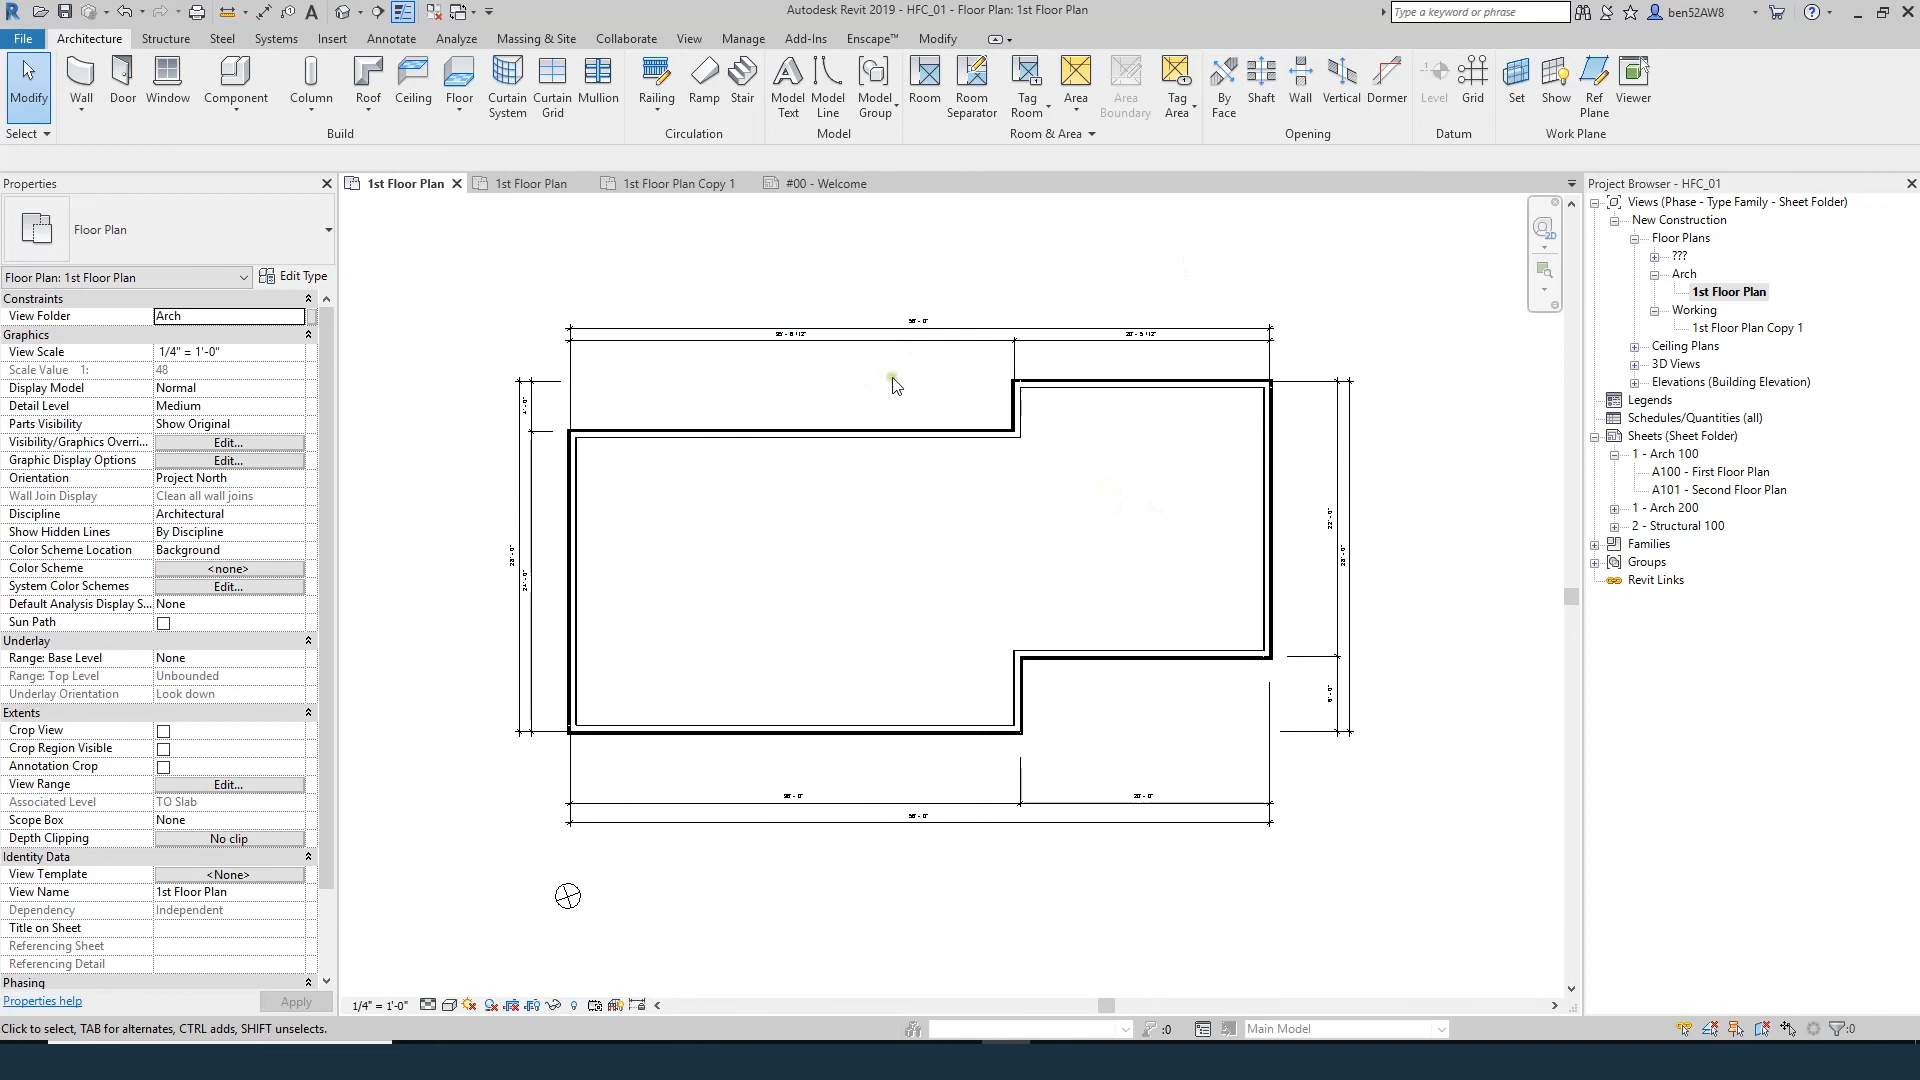 Autodesk Revit 2019 - HFC_01 - Floor Plan: 1st Floor Plan
Type a keyword or phrase
ben52AW8
File Architecture Structure Steel Systems Insert Annotate Analyze Massing & Site Collaborate View Manage Add-Ins Enscape™ Modify
Modify Wall Door Window Component Column Roof Ceiling Floor Curtain System Curtain Grid Mullion Railing Ramp Stair Model Text Model Line Model Group Room Room Separator Tag Room Area Area Boundary Tag Area By Face Shaft Wall Vertical Dormer Level Grid Set Show Ref Plane Viewer
Select Build Circulation Model Room & Area Opening Datum Work Plane
Properties
Floor Plan
Floor Plan: 1st Floor Plan Edit Type
Constraints
View Folder Arch
Graphics
View Scale 1/4" = 1'-0"
Scale Value 1: 48
Display Model Normal
Detail Level Medium
Parts Visibility Show Original
Visibility/Graphics Overri... Edit...
Graphic Display Options Edit...
Orientation Project North
Wall Join Display Clean all wall joins
Discipline Architectural
Show Hidden Lines By Discipline
Color Scheme Location Background
Color Scheme <none>
System Color Schemes Edit...
Default Analysis Display S... None
Sun Path
Underlay
Range: Base Level None
Range: Top Level Unbounded
Underlay Orientation Look down
Extents
Crop View
Crop Region Visible
Annotation Crop
View Range Edit...
Associated Level TO Slab
Scope Box None
Depth Clipping No clip
Identity Data
View Template <None>
View Name 1st Floor Plan
Dependency Independent
Title on Sheet
Referencing Sheet
Referencing Detail
Phasing
Properties help Apply
1st Floor Plan 1st Floor Plan 1st Floor Plan Copy 1 #00 - Welcome
2D
1/4" = 1'-0"
Project Browser - HFC_01
Views (Phase - Type Family - Sheet Folder)
New Construction
Floor Plans
???
Arch
1st Floor Plan
Working
1st Floor Plan Copy 1
Ceiling Plans
3D Views
Elevations (Building Elevation)
Legends
Schedules/Quantities (all)
Sheets (Sheet Folder)
1 - Arch 100
A100 - First Floor Plan
A101 - Second Floor Plan
1 - Arch 200
2 - Structural 100
Families
Groups
Revit Links
Click to select, TAB for alternates, CTRL adds, SHIFT unselects.
:0
Main Model
:0